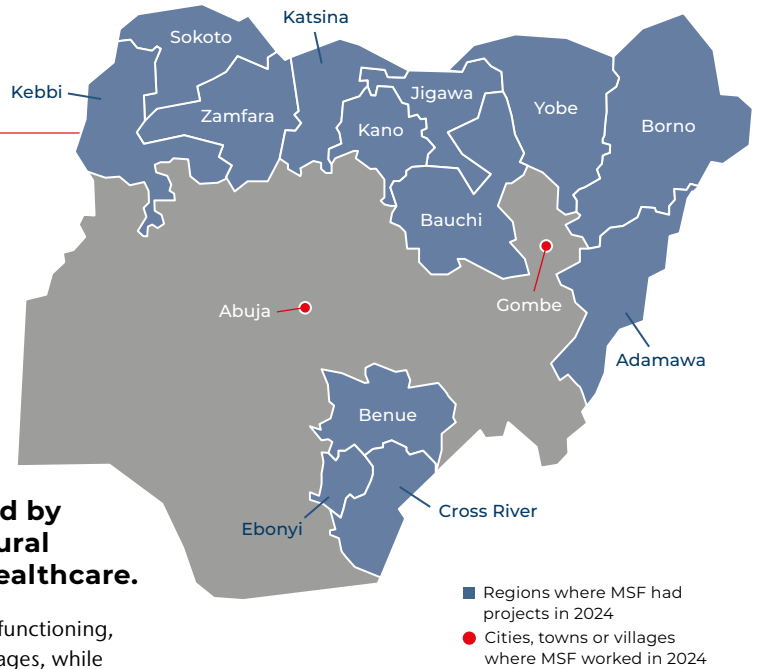 Katsina
Sokoto
Kebbi
Zamfara
Jigawa
Kano
Yobe
Borno
Bauchi
Abuja
Gombe
Adamawa
Benue
Ebonyi
Cross River
d by
ural
ealthcare.
functioning,
ages, while
Regions where MSF had
projects in 2024
Cities, towns or villages
where MSF worked in 2024